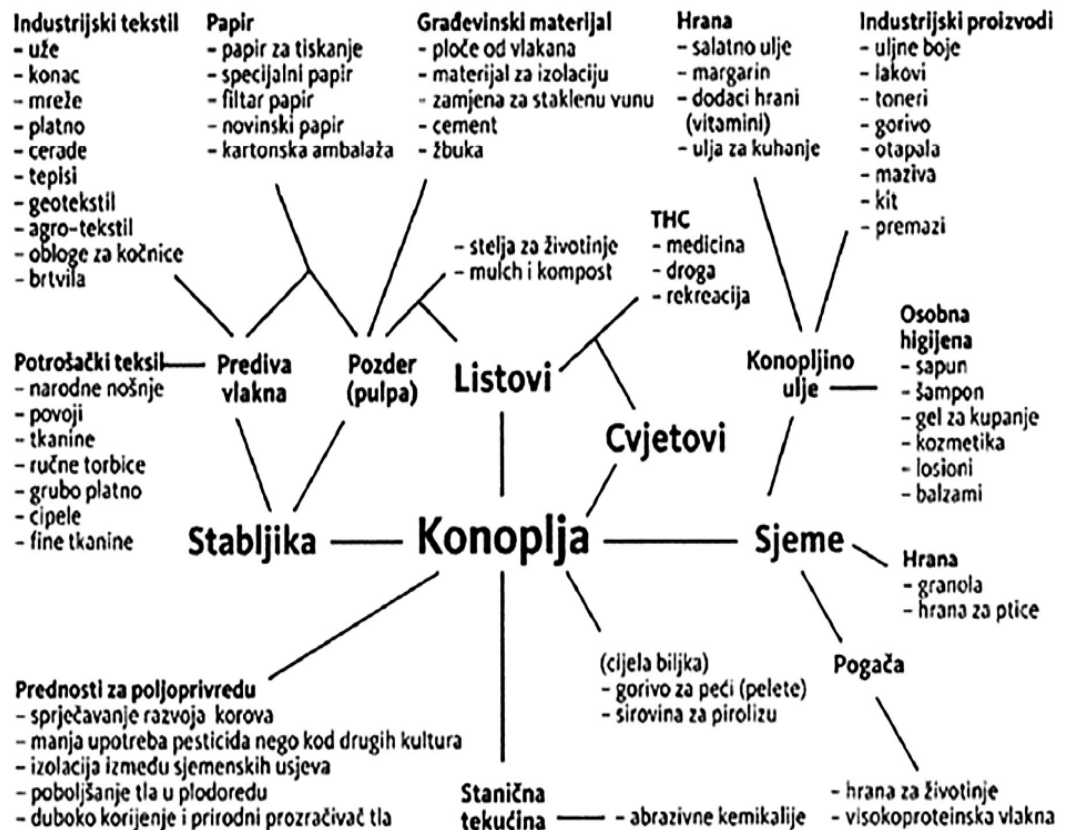 Industrijski tekstil
- uže
- konac
- mreže
- platno
- cerade
- tepisi
- geotekstil
- agro-tekstil
- obloge za kočnice
- brtvila
Papir
- papir za tiskanje
- specijalni papir
- filtar papir
- novinski papir
- kartonska ambalaža
Građevinski materijal
- ploče od vlakana
- materijal za izolaciju
- zamjena za staklenu vunu
- cement
- žbuka
Hrana
- salatno ulje
- margarin
- dodaci hrani
(vitamini)
- ulja za kuhanje
Industrijski proizvodi
- uljne boje
- lakovi
- toneri
- gorivo
- otapala
- maziva
- kit
- premazi
- stelja za životinje
- mulch i kompost
THC
- medicina
- droga
- rekreacija
Osobna
higijena
- sapun
- šampon
- gel za kupanje
- kozmetika
- losioni
- balzami
Potrošački teksil
- narodne nošnje
- povoji
- tkanine
- ručne torbice
- grubo platno
- cipele
- fine tkanine
Prediva
vlakna
Pozder
(pulpa)
Listovi
Cvjetovi
Konopljino
ulje
Stabljika
Konoplja
Sjeme
Hrana
- granola
- hrana za ptice
Pogača
- hrana za životinje
- visokoproteinska vlakna
(cijela biljka)
- gorivo za peći (pelete)
- sirovina za pirolizu
Prednosti za poljoprivredu
- sprječavanje razvoja korova
- manja upotreba pesticida nego kod drugih kultura
- izolacija između sjemenskih usjeva
- poboljšanje tla u plodoredu
- duboko korijenje i prirodni prozračivač tla
Stanična
tekućina
- abrazivne kemikalije